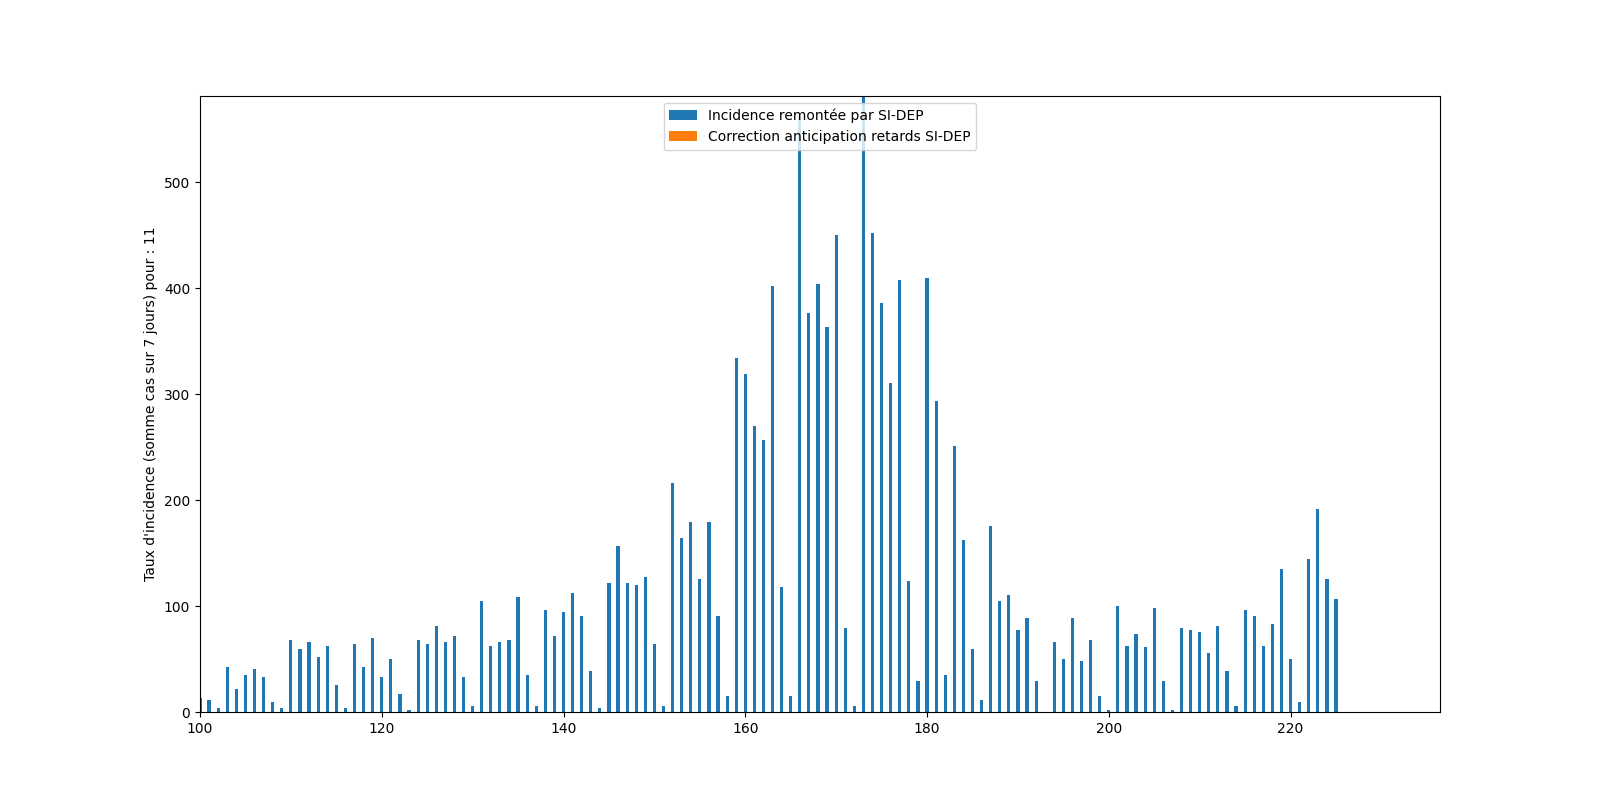 Incidence remontée par SI-DEP
Correction anticipation retards SI-DEP
Taux d'incidence (somme cas sur 7 jours) pour : 11
500
400
300
200
100
0
100 120 140 160 180 200 220